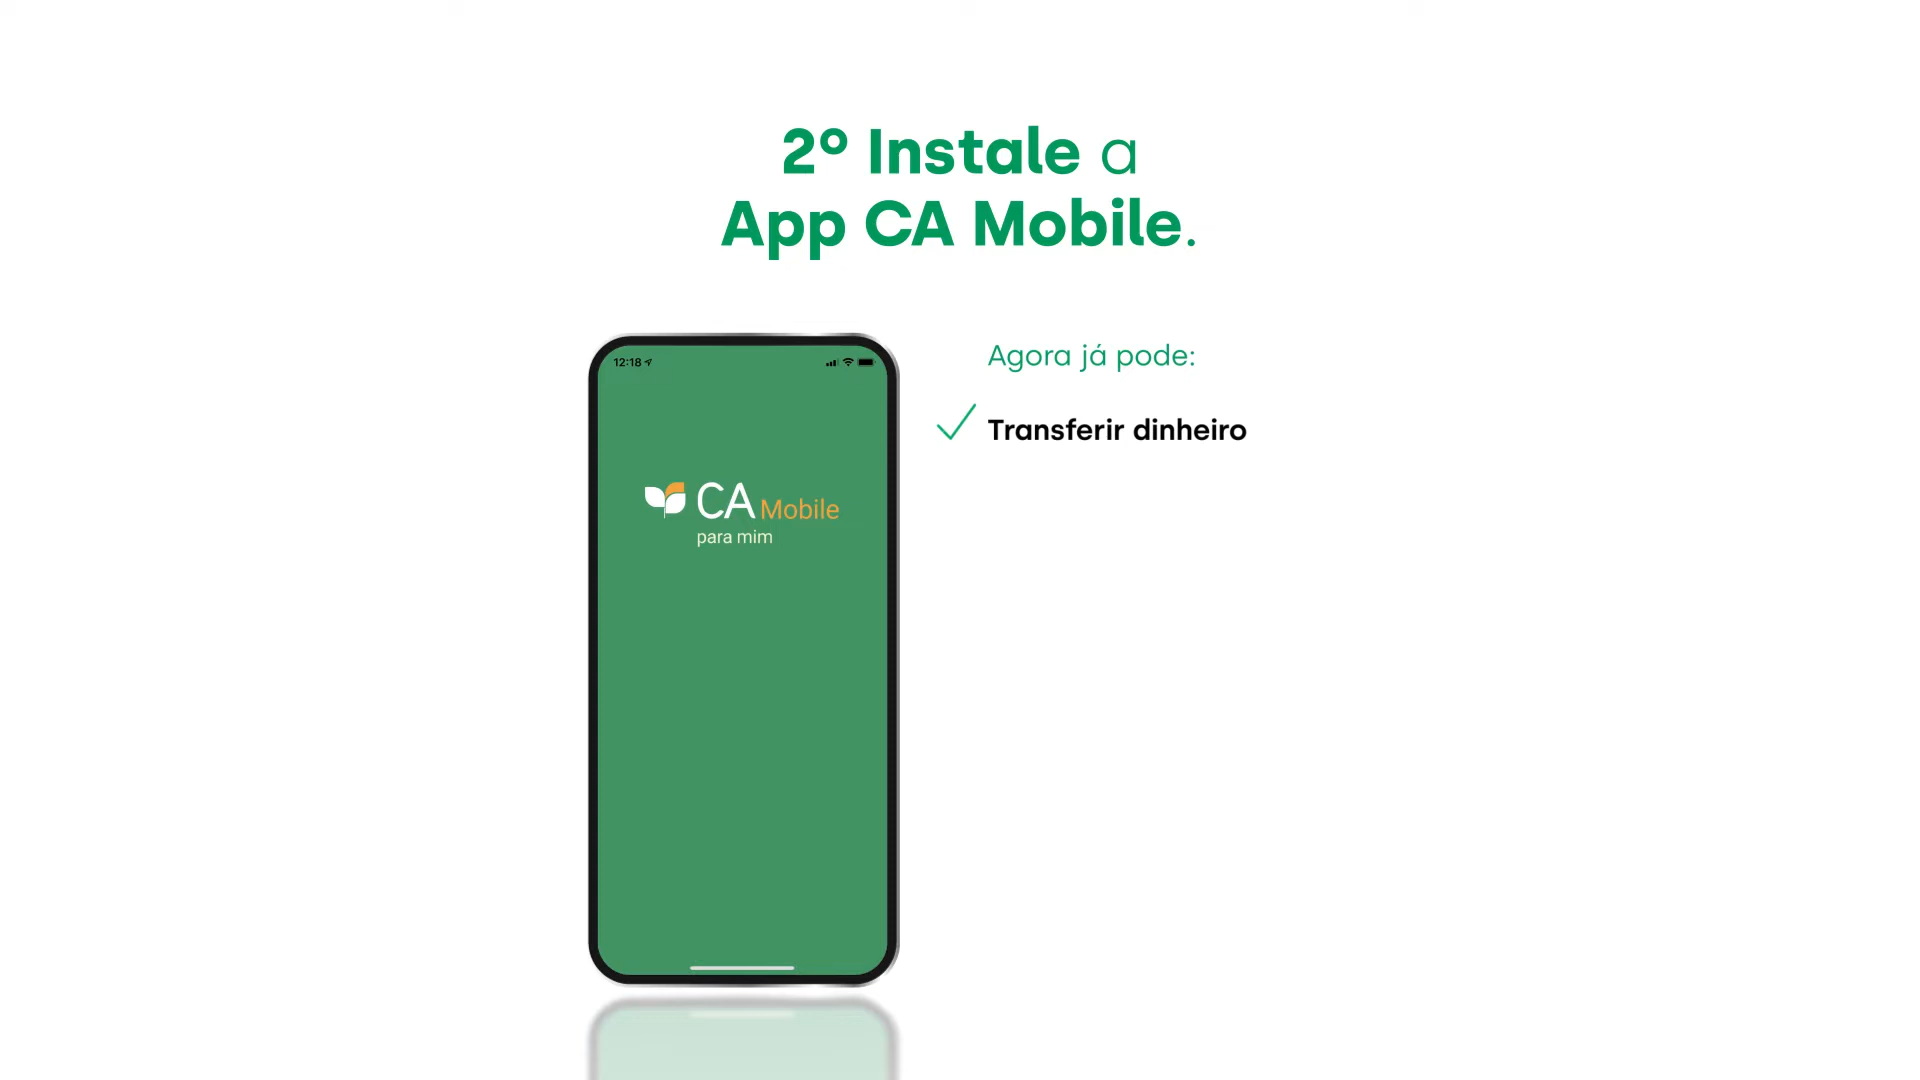 2º Instale a
App CA Mobile.
12:18
Agora já pode:
Transferir dinheiro
CA Mobile
para mim